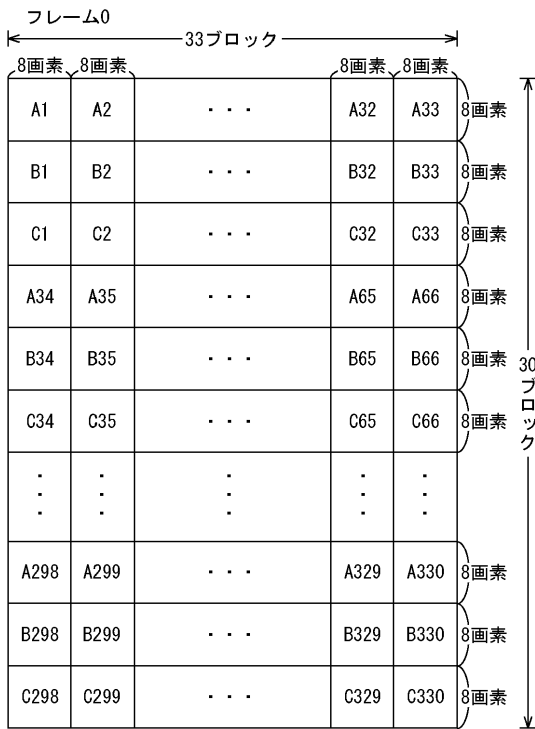 フレーム0
33ブロック
8画素 8画素 8画素 8画素
A1 A2 ・・・ A32 A33 8画素
B1 B2 ・・・ B32 B33 8画素
C1 C2 ・・・ C32 C33 8画素
A34 A35 ・・・ A65 A66 8画素
B34 B35 ・・・ B65 B66 8画素
C34 C35 ・・・ C65 C66 8画素
A298 A299 ・・・ A329 A330 8画素
B298 B299 ・・・ B329 B330 8画素
C298 C299 ・・・ C329 C330 8画素
30ブロック